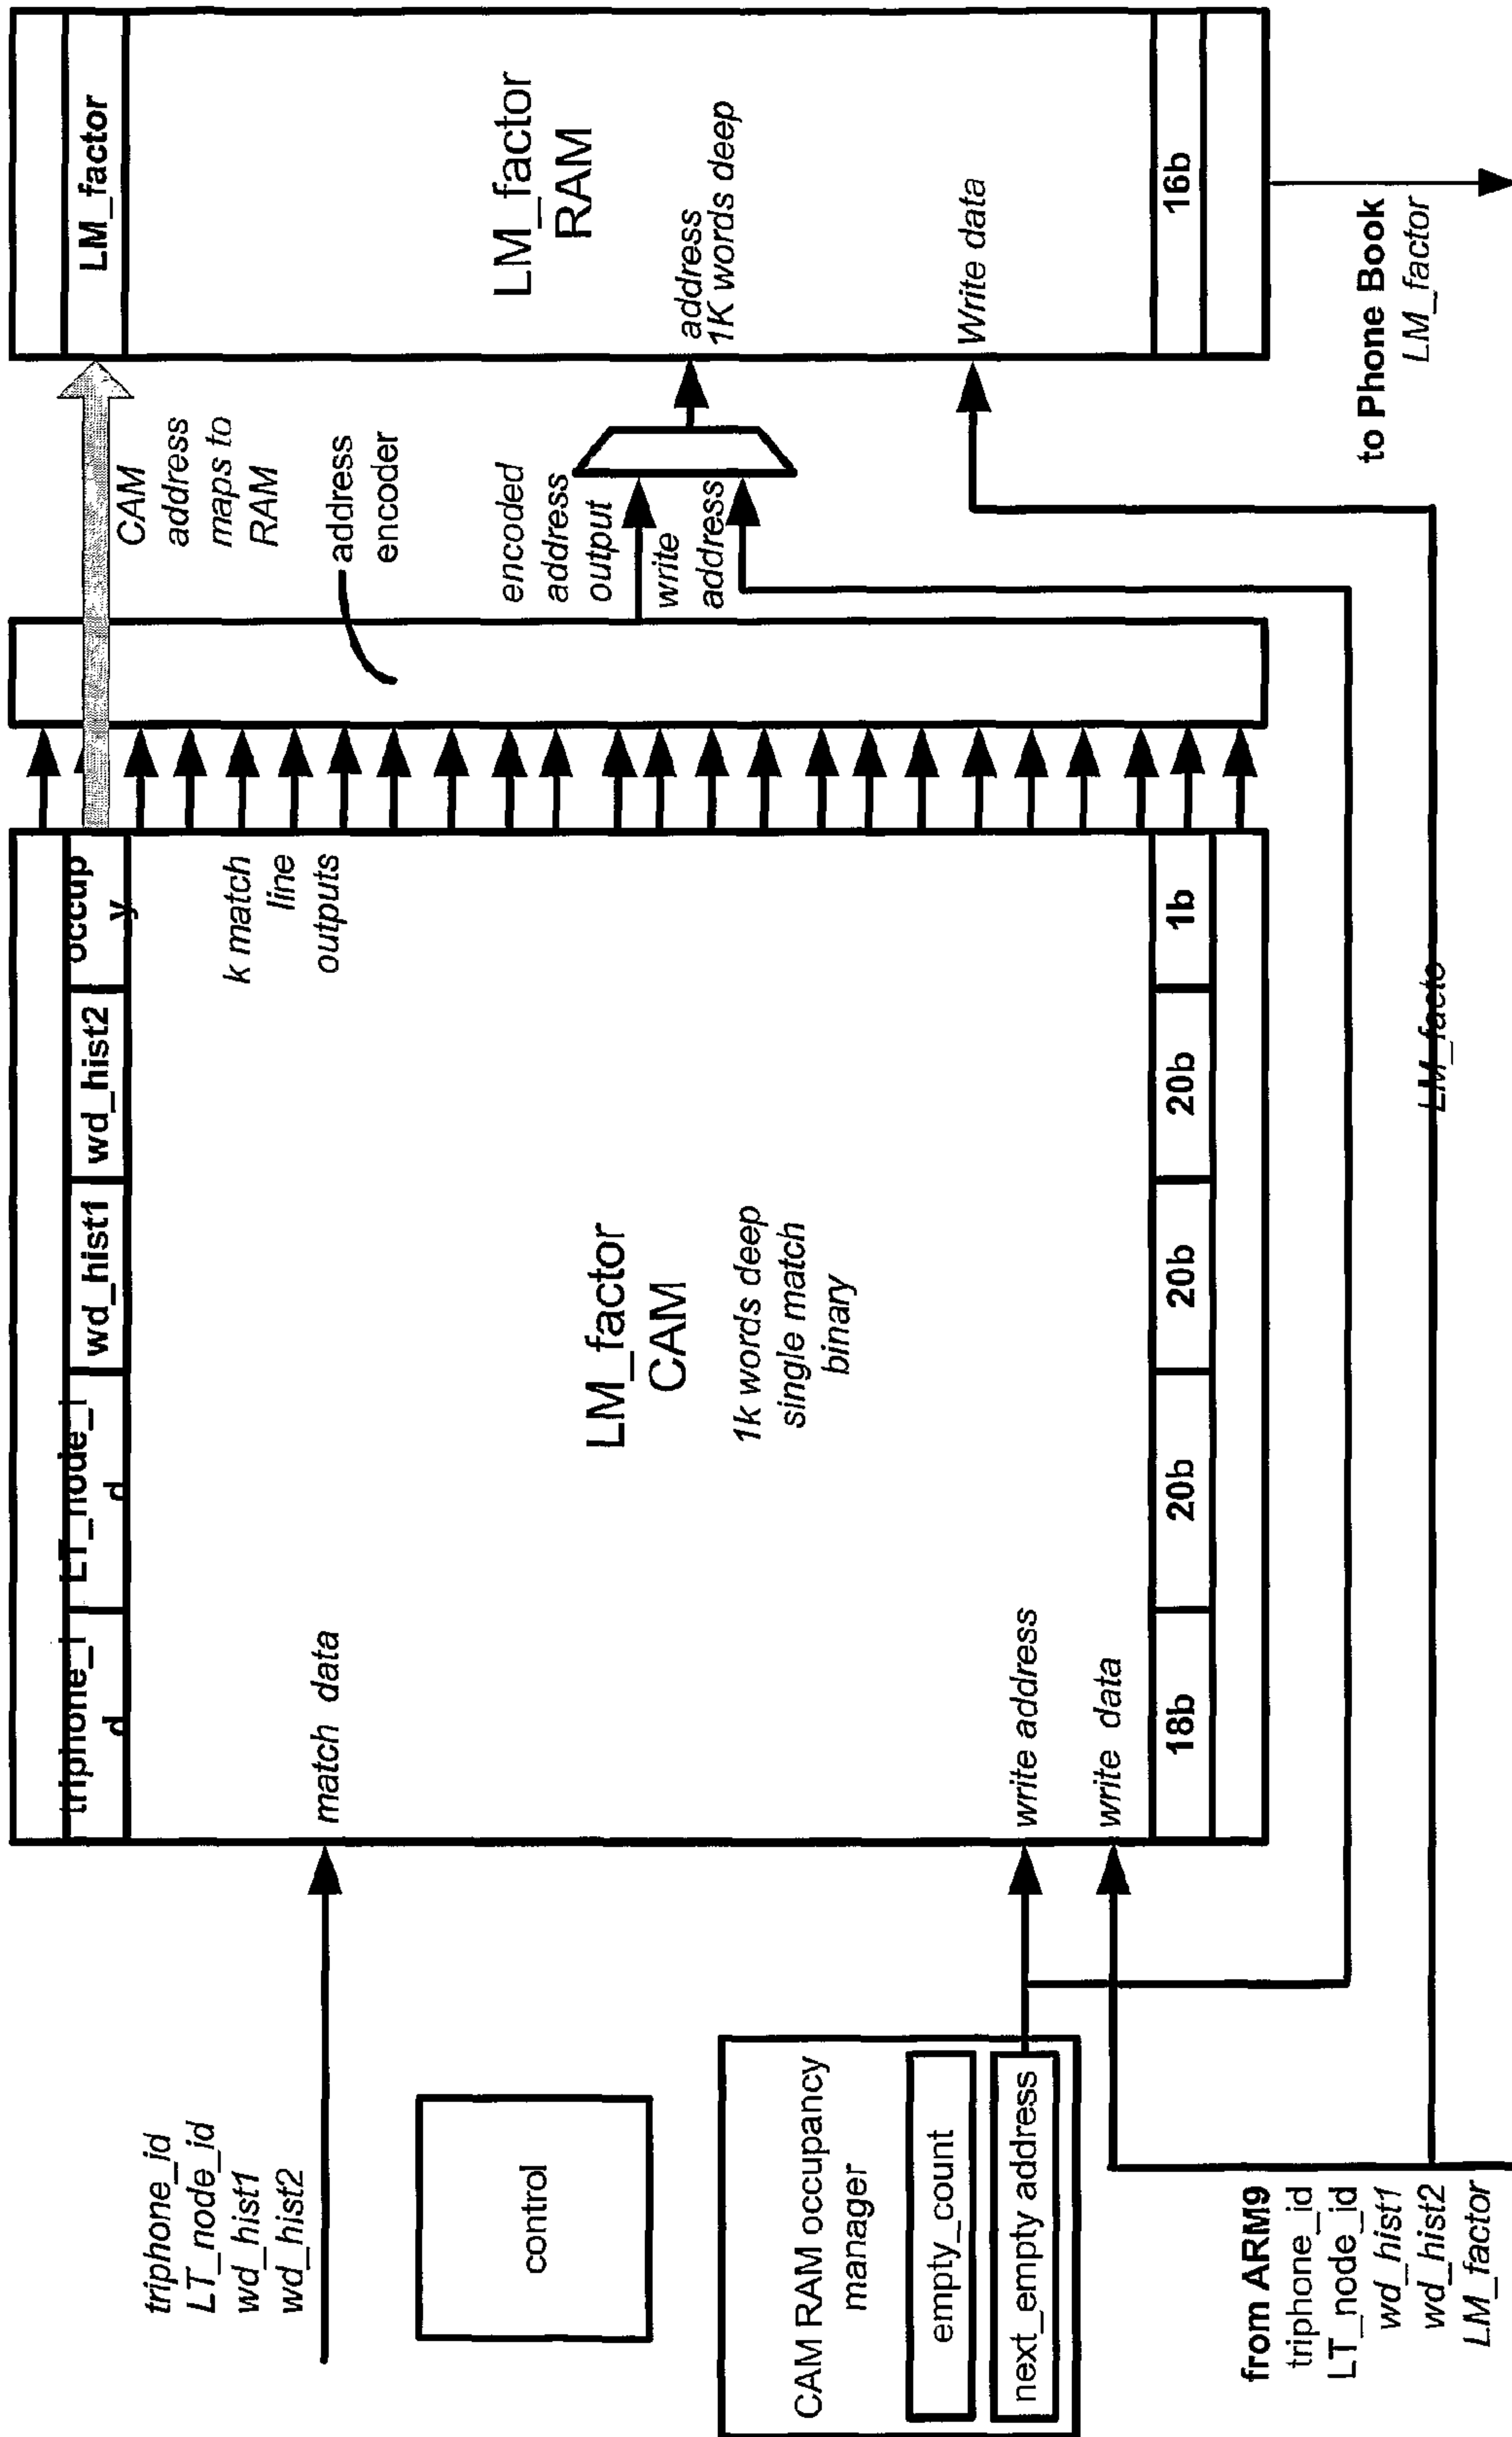 triphone_id
LT_node_id
wd_hist1
wd_hist2
control
CAM RAM occupancy
manager
empty_count
next_empty address
from ARM9
triphone_id
LT_node_id
wd_hist1
wd_hist2
LM_factor
triphone_i
d
LT_node_i
d
wd_hist1
wd_hist2
occup
y
match data
k match
line
outputs
LM_factor
CAM
1k words deep
single match
binary
write address
write data
18b
20b
20b
20b
1b
LM_facto
CAM
address
maps to
RAM
address
encoder
encoded
address
output
write
address
LM_factor
LM_factor
RAM
address
1K words deep
Write data
16b
to Phone Book
LM_factor